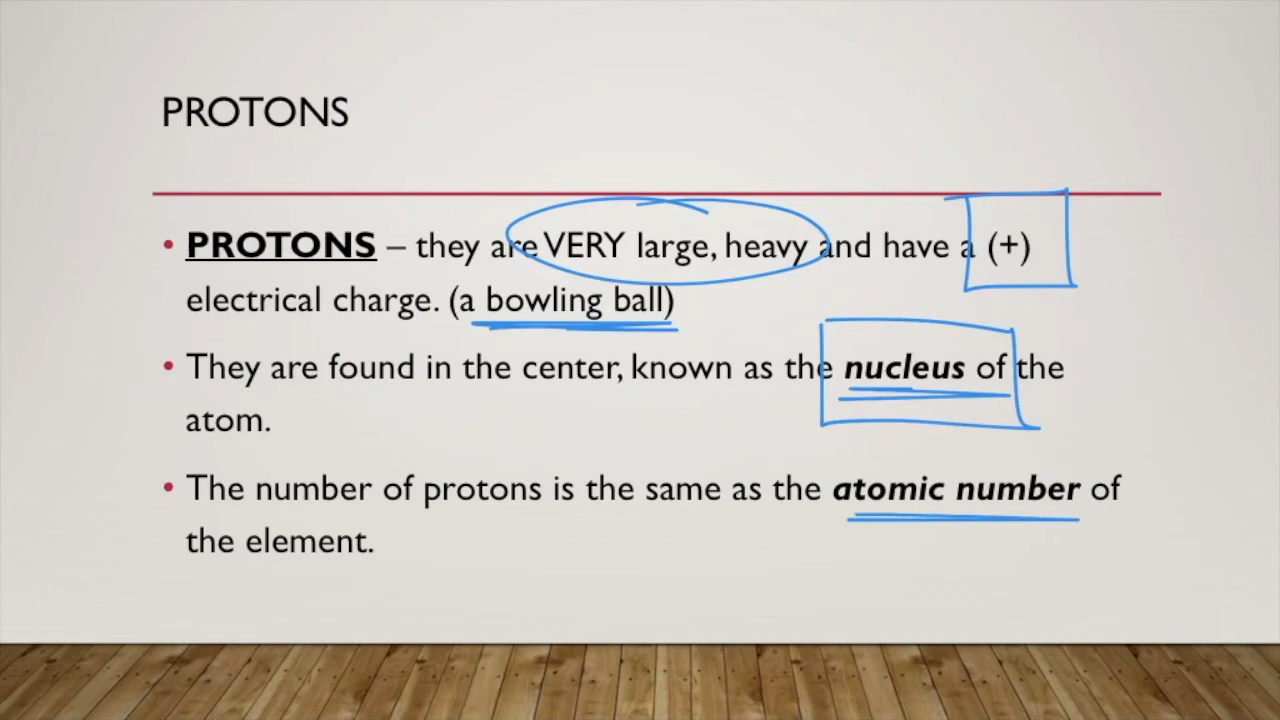 PROTONS
• PROTONS – they are VERY large, heavy and have a (+)
electrical charge. (a bowling ball)
• They are found in the center, known as the nucleus of the
atom.
• The number of protons is the same as the atomic number of
the element.